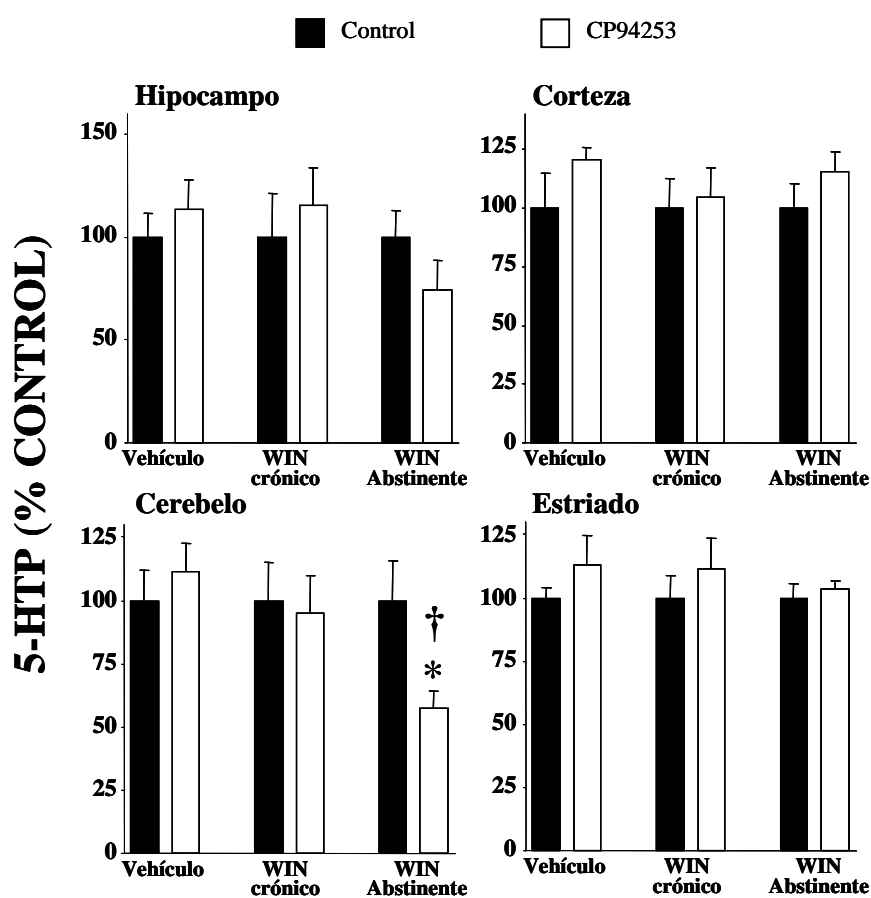 Control
CP94253
5-HTP (% CONTROL)
Hipocampo
150
100
50
0
Vehículo
WIN
crónico
WIN
Abstinente
Corteza
125
100
75
50
25
0
Vehículo
WIN
crónico
WIN
Abstinente
Cerebelo
125
100
75
50
25
0
†
*
Vehículo
WIN
crónico
WIN
Abstinente
Estriado
125
100
75
50
25
0
Vehículo
WIN
crónico
WIN
Abstinente